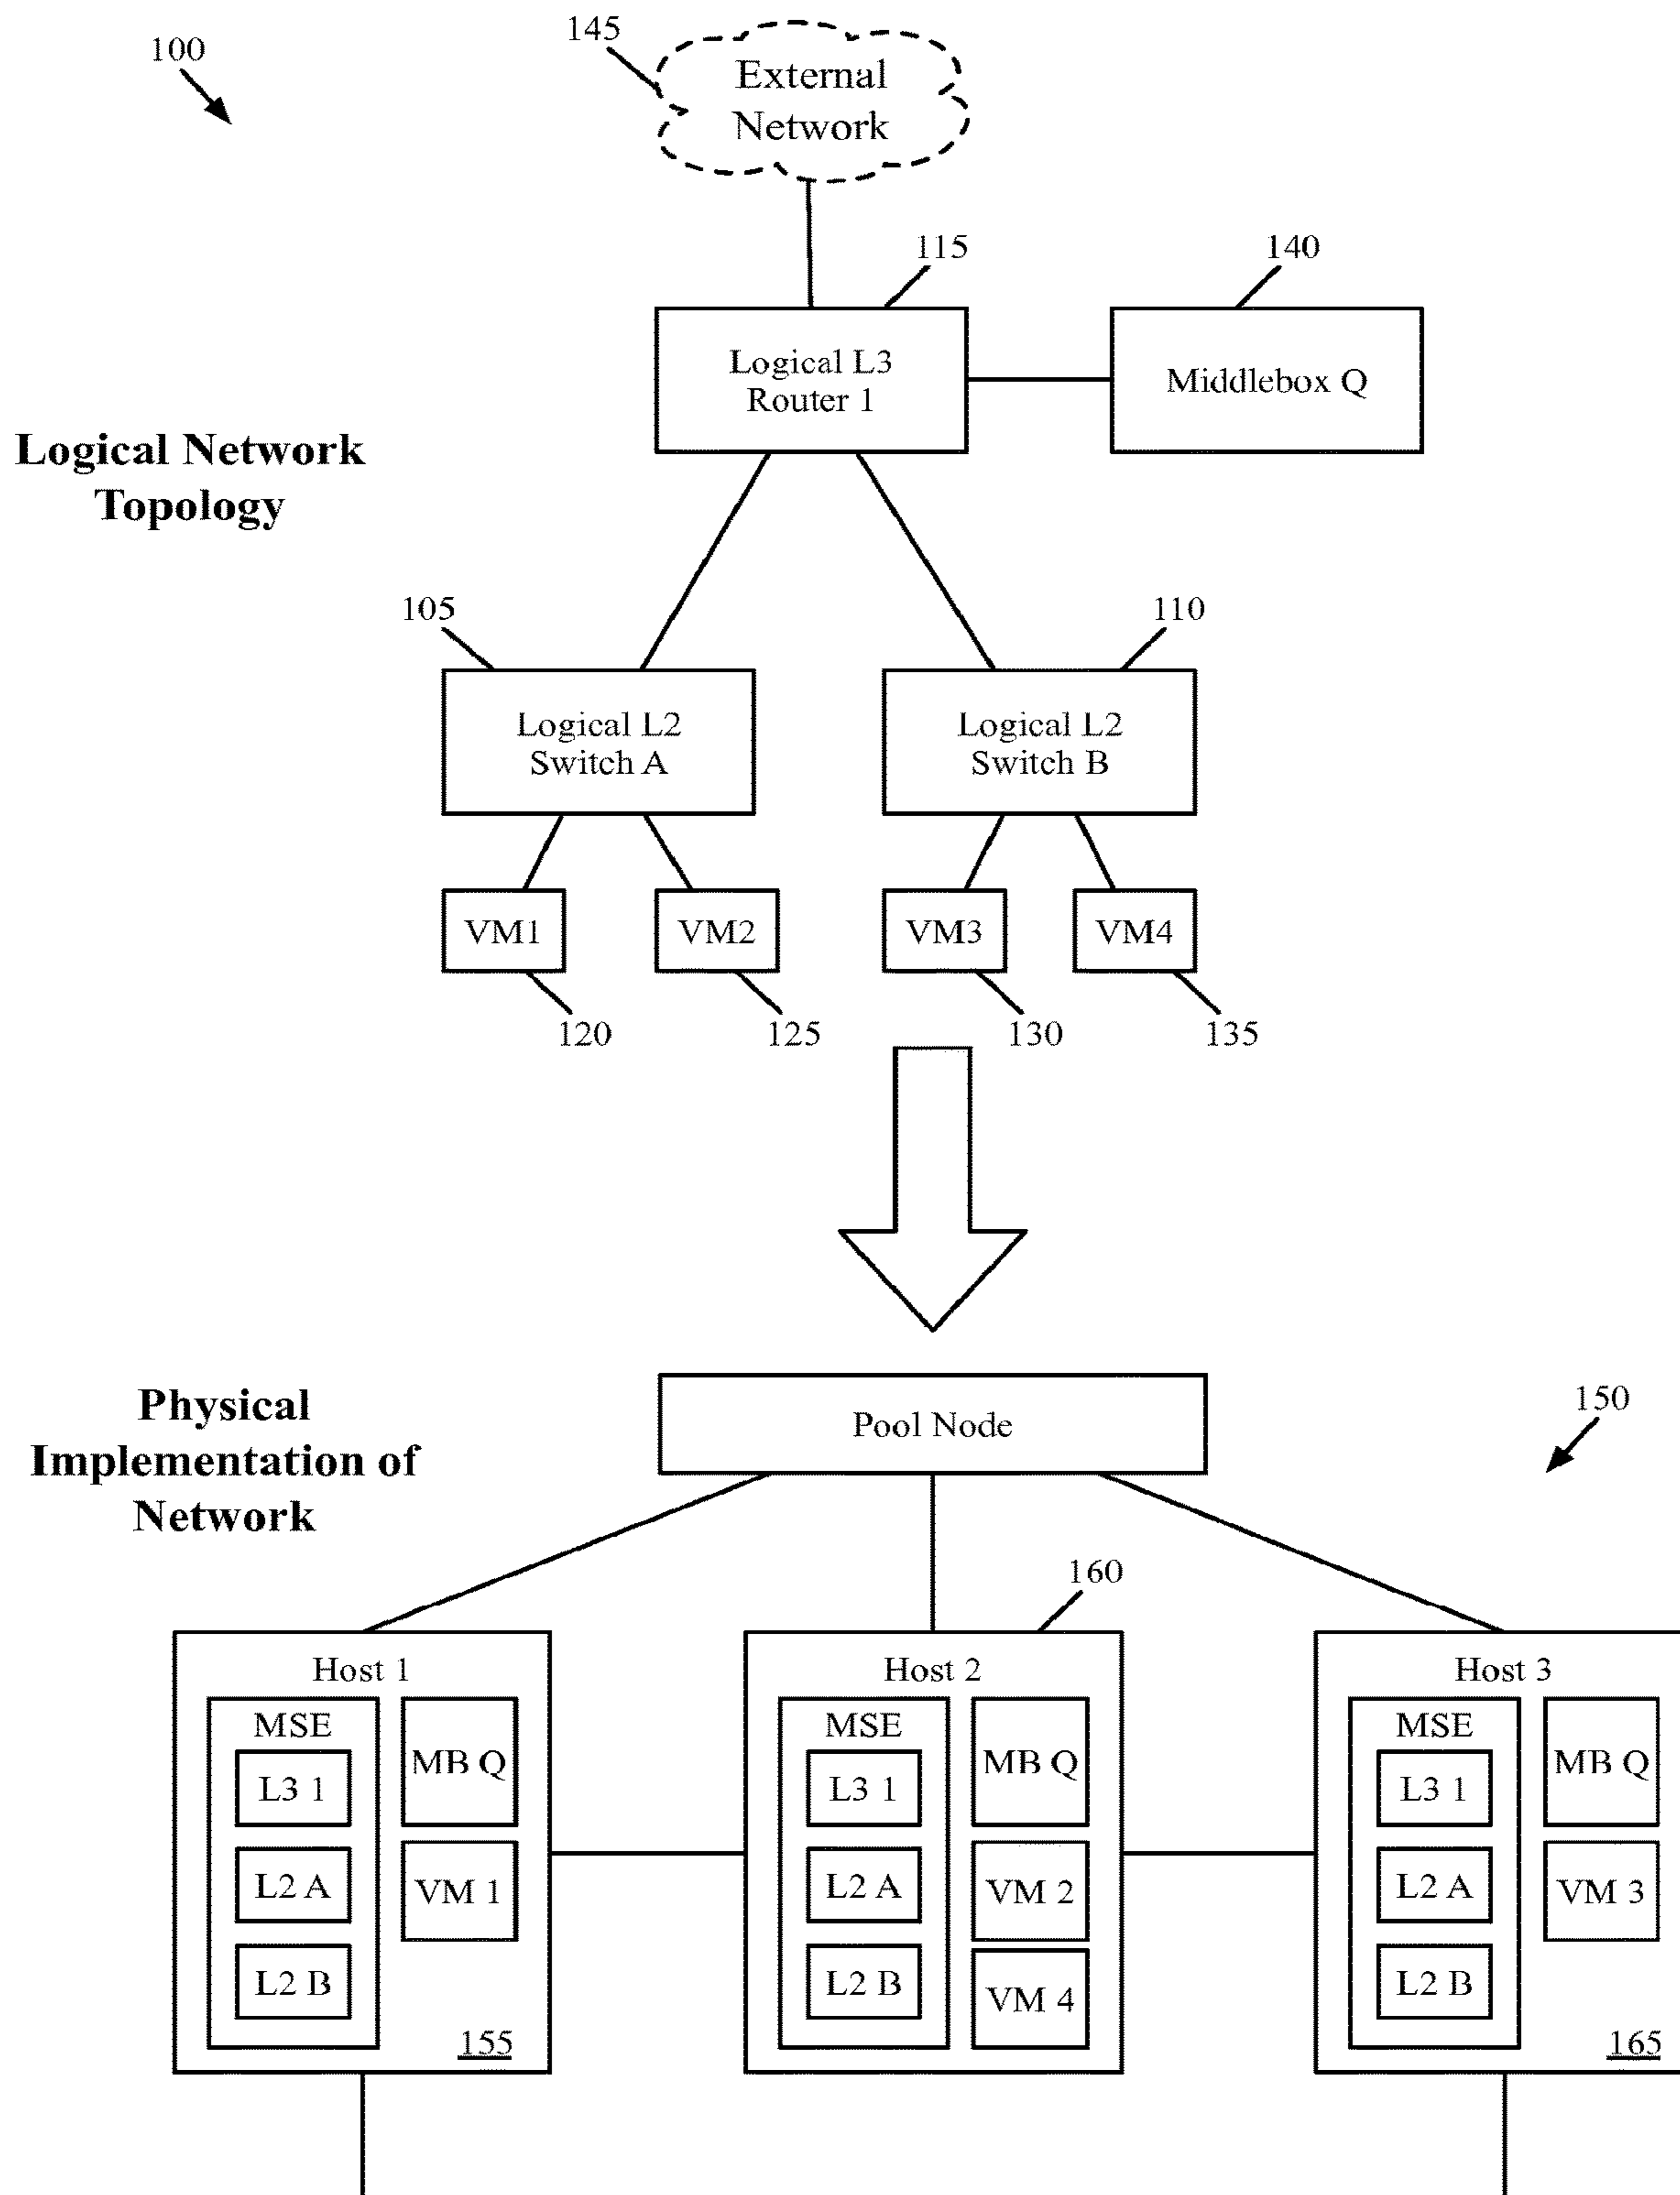 145
100
External
Network
115
140
Logical L3
Router 1
Middlebox Q
Logical Network
Topology
105
110
Logical L2
Switch A
Logical L2
Switch B
VM1
VM2
VM3
VM4
120
125
130
135
Physical
Implementation of
Network
Pool Node
150
160
Host 1
MSE
L3 1
L2 A
L2 B
MB Q
VM 1
155
Host 2
MSE
L3 1
L2 A
L2 B
MB Q
VM 2
VM 4
Host 3
MSE
L3 1
L2 A
L2 B
MB Q
VM 3
165